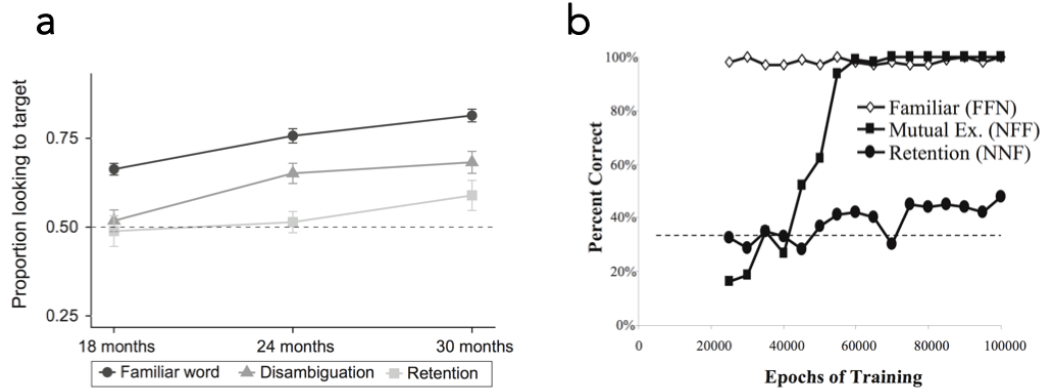 a
Proportion looking to target
0.75
0.50
0.25
18 months 24 months 30 months
Familiar word Disambiguation Retention
b
Percent Correct
100%
80%
60%
40%
20%
0%
Familiar (FFN)
Mutual Ex. (NFF)
Retention (NNF)
0 20000 40000 60000 80000 100000
Epochs of Training